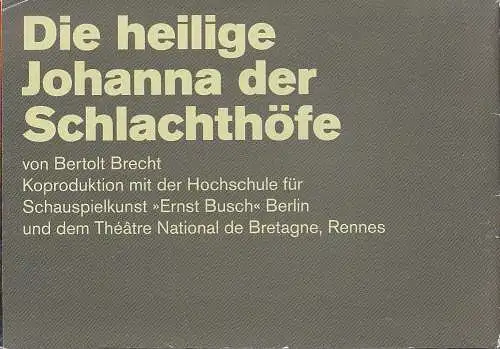 Die heilige
Johanna der
Schlachthöfe
von Bertolt Brecht
Koproduktion mit der Hochschule für
Schauspielkunst »Ernst Busch« Berlin
und dem Théâtre National de Bretagne, Rennes